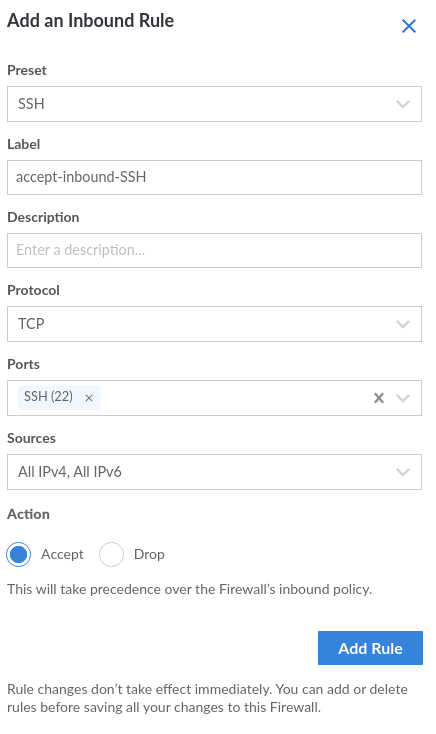 Add an Inbound Rule
Preset
SSH
Label
accept-inbound-SSH
Description
Enter a description...
Protocol
TCP
Ports
SSH (22)
Sources
All IPv4, All IPv6
Action
Accept Drop
This will take precedence over the Firewall’s inbound policy.
Add Rule
Rule changes don’t take effect immediately. You can add or delete
rules before saving all your changes to this Firewall.